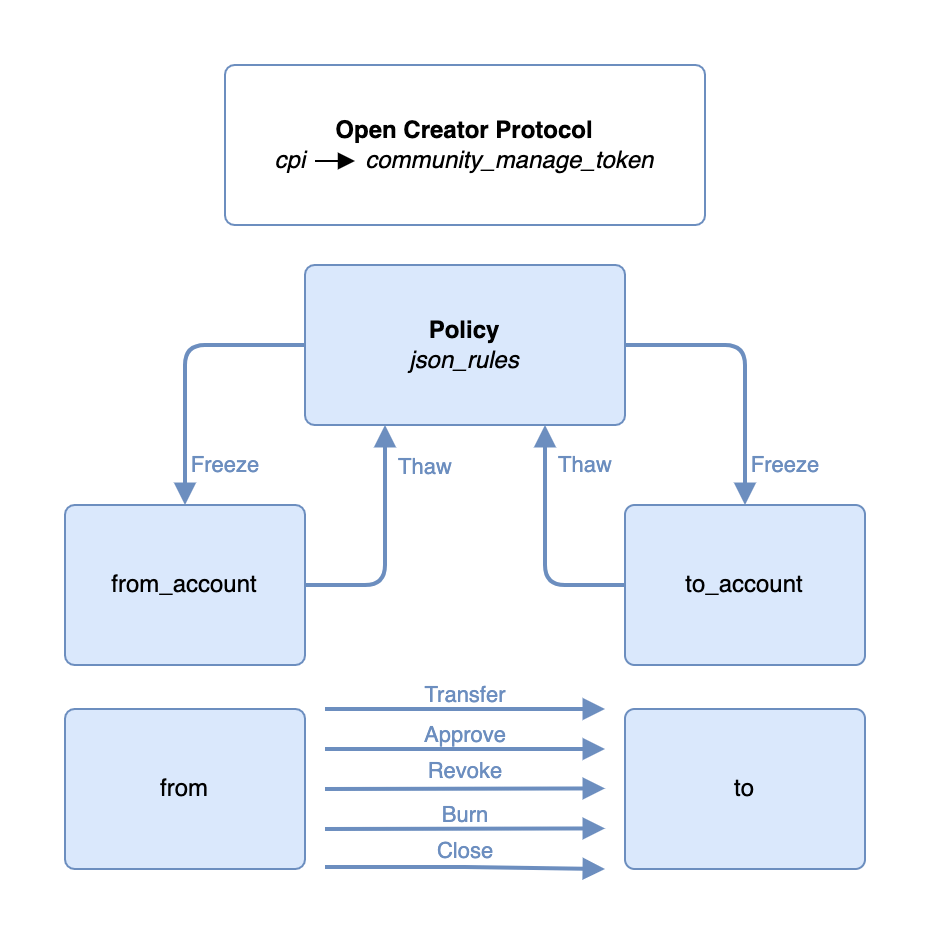 Open Creator Protocol
cpi → community_manage_token
Policy
json_rules
Freeze
Thaw
Thaw
Freeze
from_account
to_account
Transfer
Approve
Revoke
Burn
Close
from
to